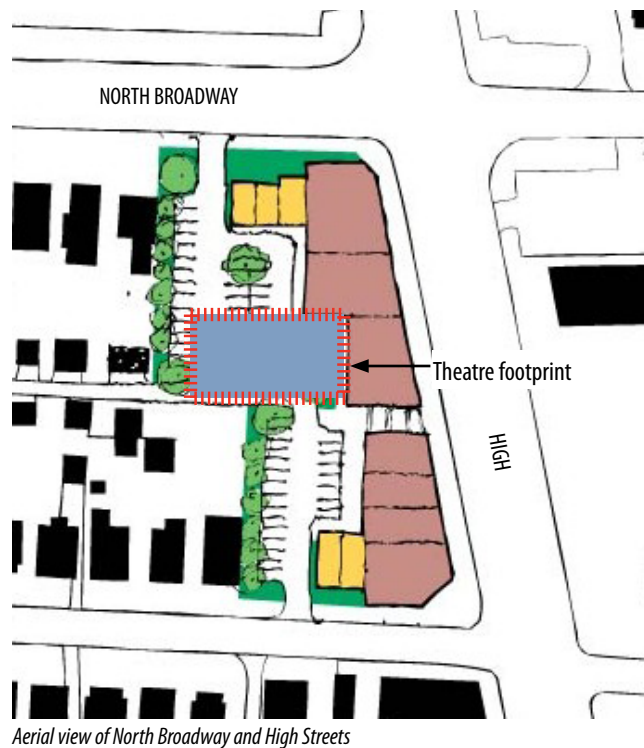 NORTH BROADWAY
Theatre footprint
HIGH
Aerial view of North Broadway and High Streets